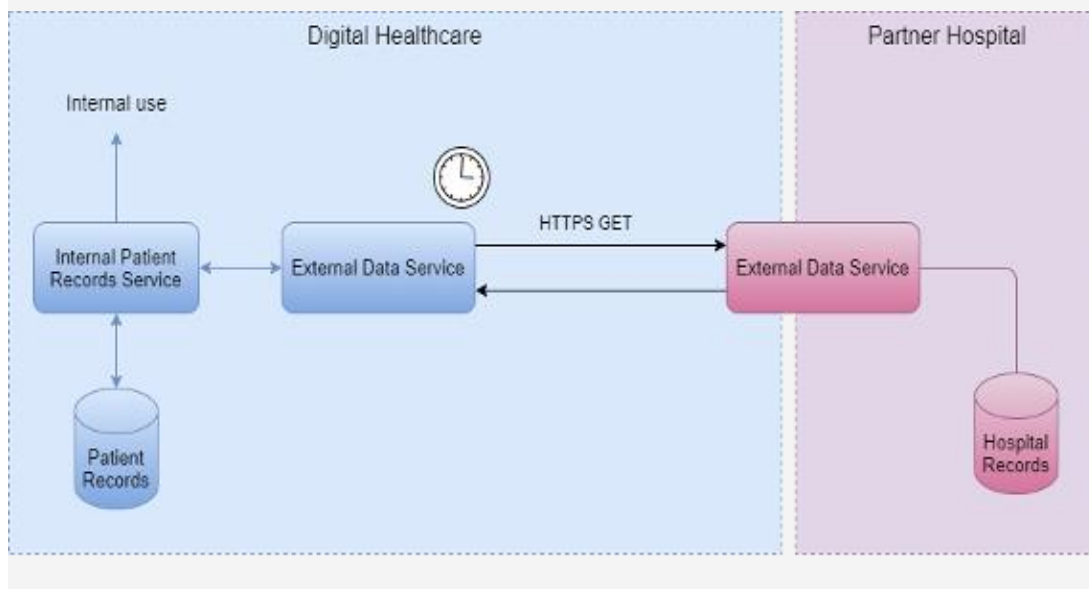 Digital Healthcare
Partner Hospital
Internal use
HTTPS GET
Internal Patient
Records Service
External Data Service
External Data Service
Patient
Records
Hospital
Records